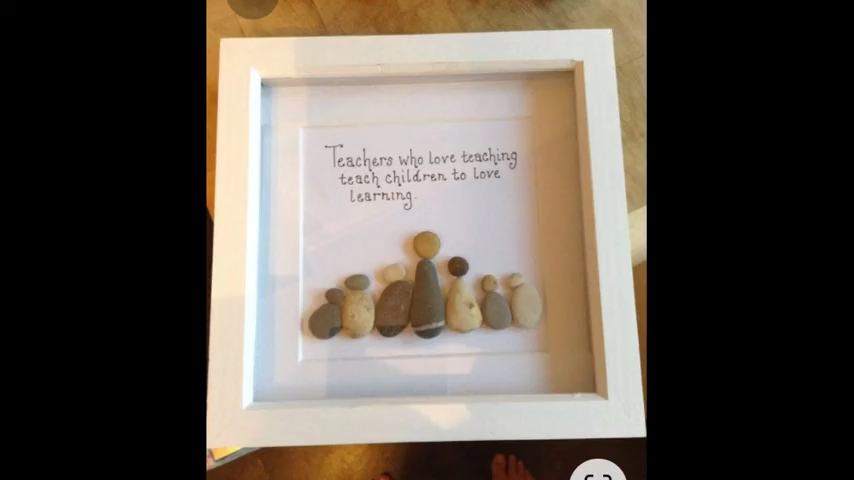 Teachers who love teaching
teach children to love
learning.